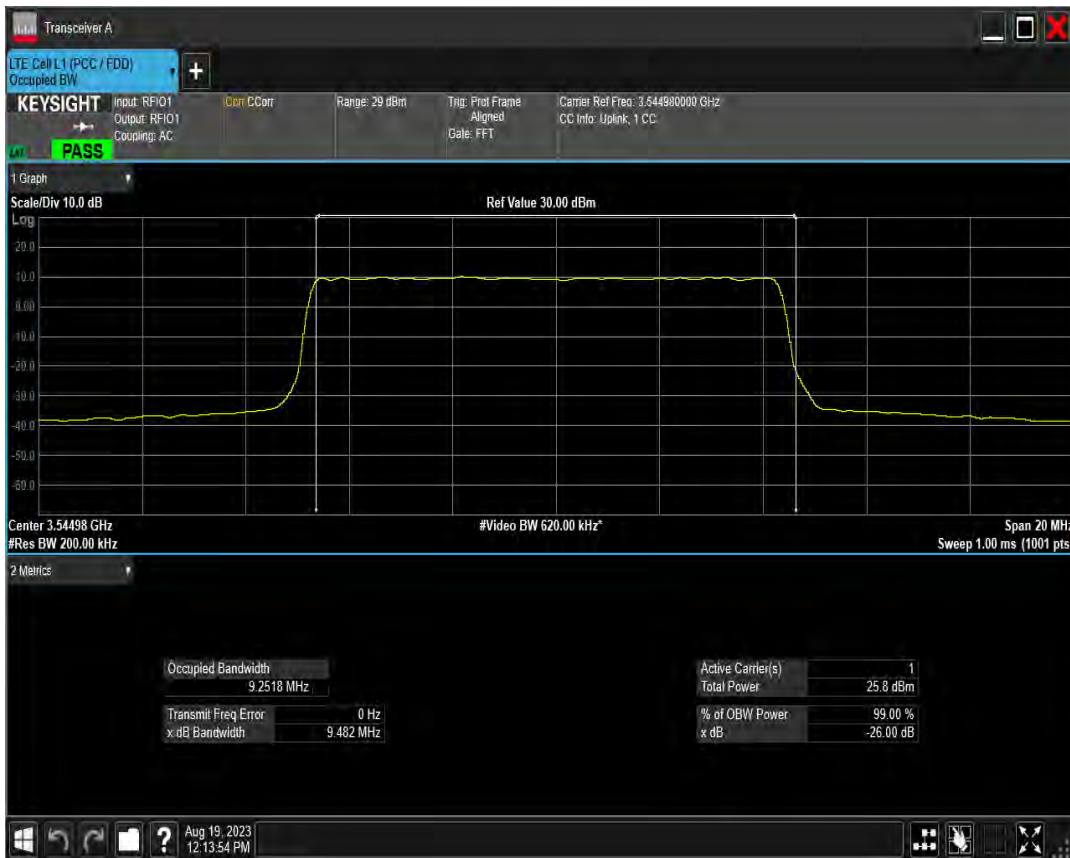 Transceiver A
LTE Cell L1 (PCC / FDD)
Occupied BW
+
KEYSIGHT
Input: RFIO1
Output: RFIO1
Coupling: AC
PASS
Corr CCorr
Range: 29 dBm
Trig: Prot Frame
Aligned
Gate: FFT
Carrier Ref Freq: 3.544980000 GHz
CC Info: Uplink, 1 CC
1 Graph
Scale/Div 10.0 dB
Ref Value 30.00 dBm
Log
20.0
10.0
0.00
-10.0
-20.0
-30.0
-40.0
-50.0
-60.0
Center 3.54498 GHz
#Video BW 620.00 kHz*
Span 20 MHz
#Res BW 200.00 kHz
Sweep 1.00 ms (1001 pts
2 Metrics
Occupied Bandwidth
9.2518 MHz
Transmit Freq Error 0 Hz
x dB Bandwidth 9.482 MHz
Active Carrier(s) 1
Total Power 25.8 dBm
% of OBW Power 99.00 %
x dB -26.00 dB
?
Aug 19, 2023
12:13:54 PM